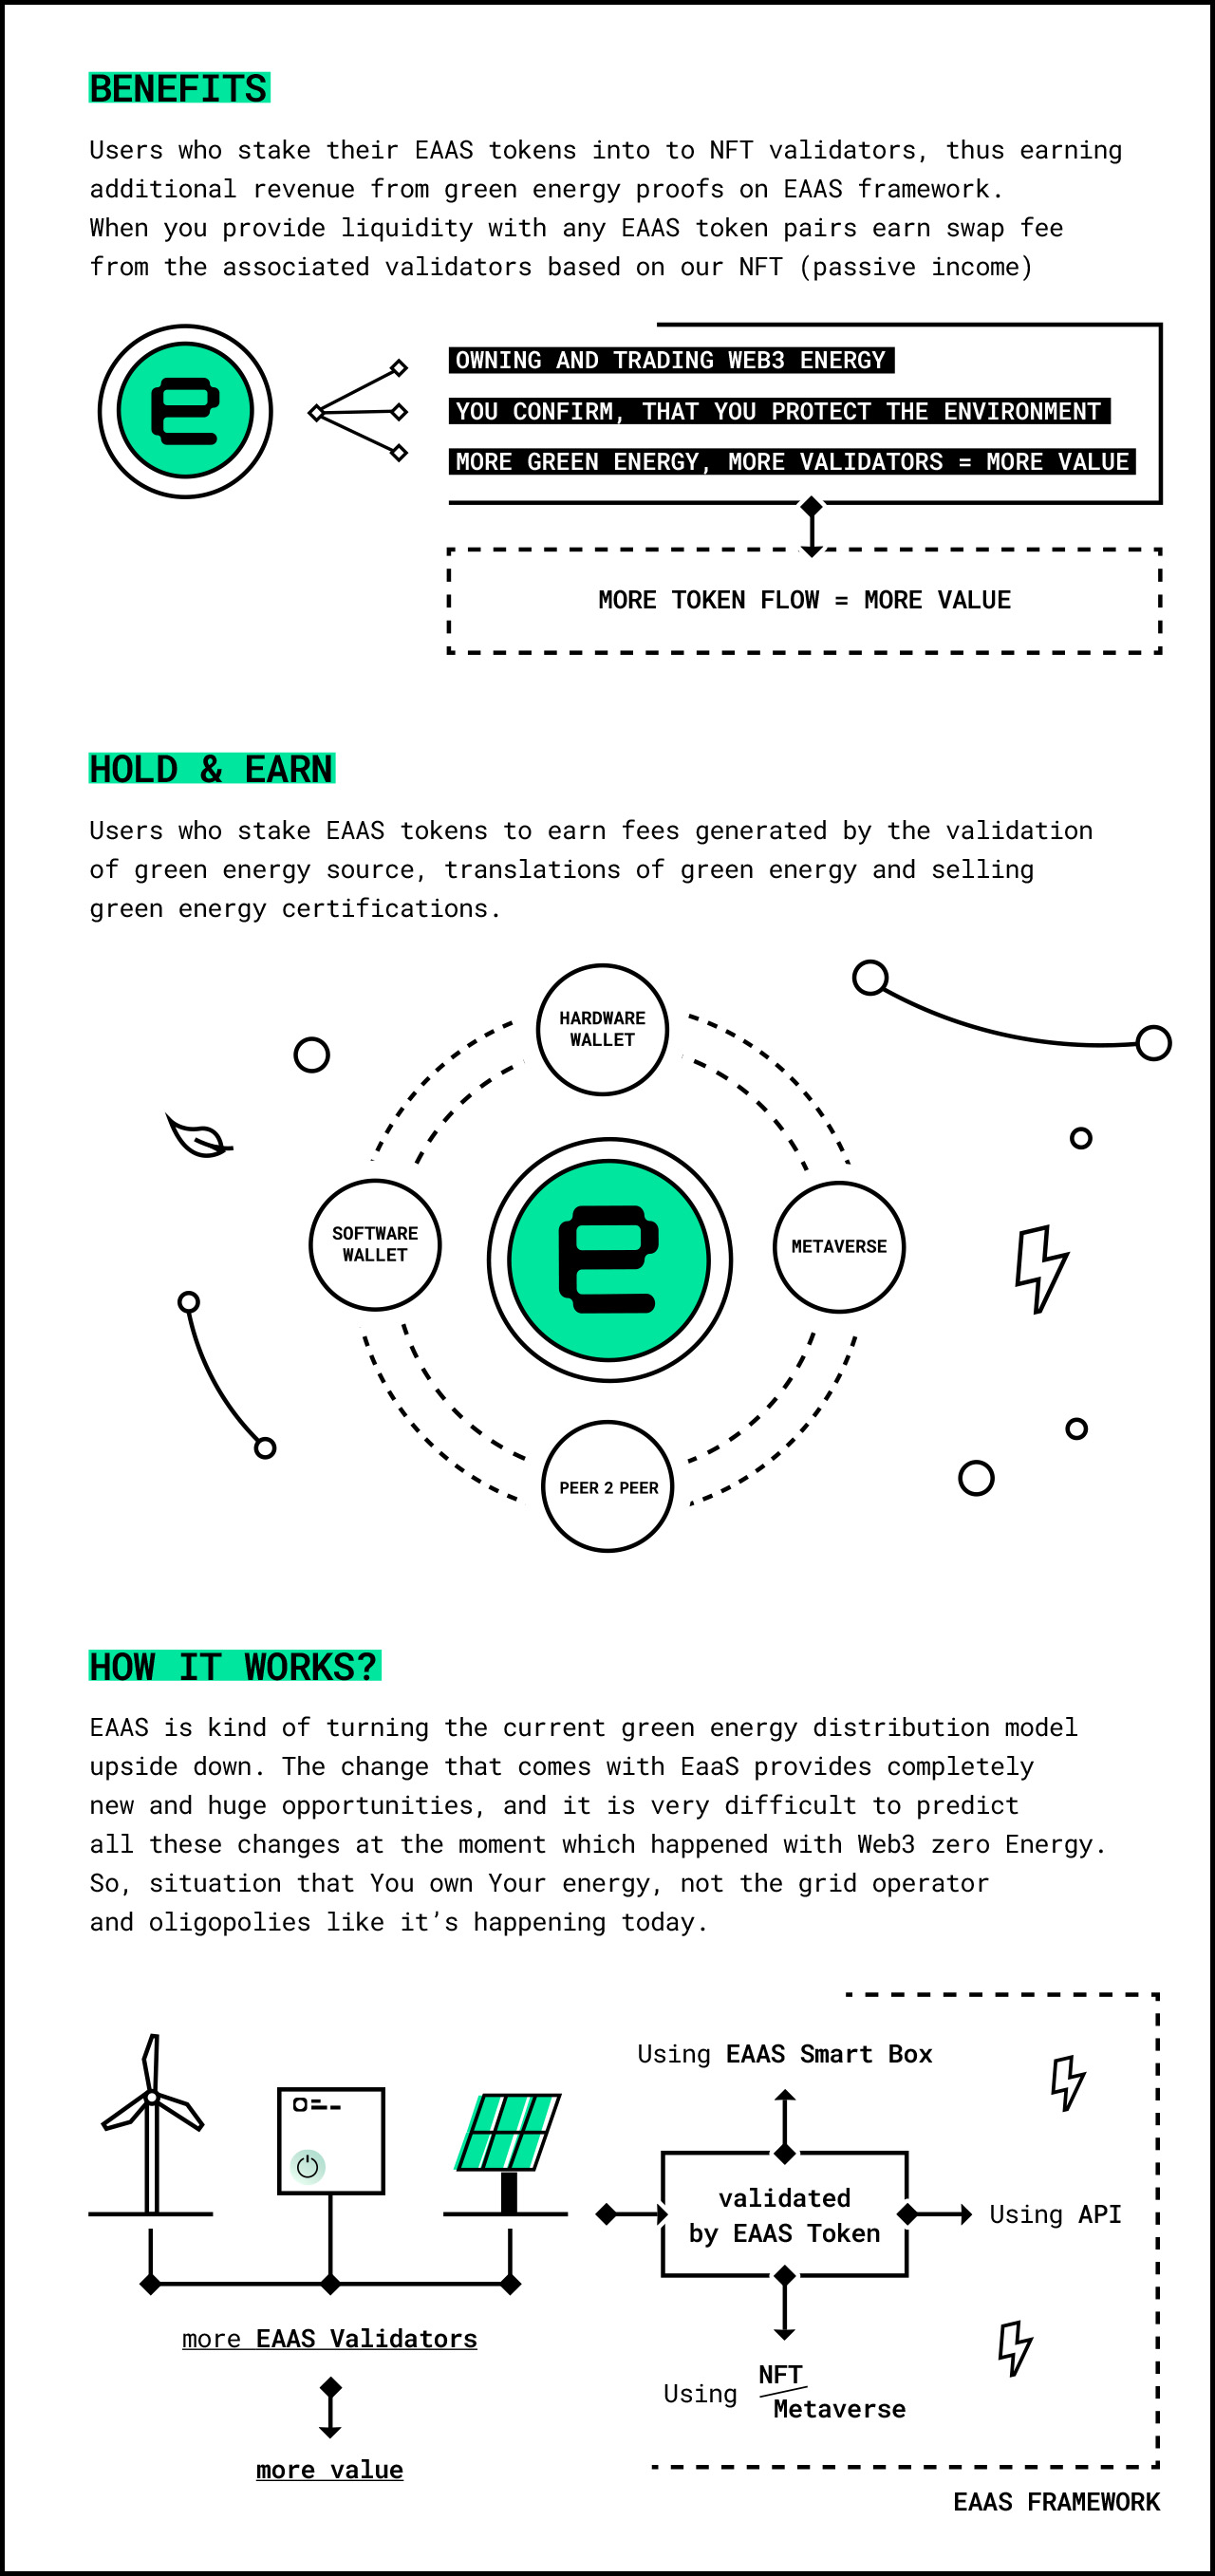 BENEFITS
Users who stake their EAAS tokens into to NFT validators, thus earning
additional revenue from green energy proofs on EAAS framework.
When you provide liquidity with any EAAS token pairs earn swap fee
from the associated validators based on our NFT (passive income)
OWNING AND TRADING WEB3 ENERGY
YOU CONFIRM, THAT YOU PROTECT THE ENVIRONMENT
MORE GREEN ENERGY, MORE VALIDATORS = MORE VALUE
MORE TOKEN FLOW = MORE VALUE
HOLD & EARN
Users who stake EAAS tokens to earn fees generated by the validation
of green energy source, translations of green energy and selling
green energy certifications.
HARDWARE
WALLET
SOFTWARE
WALLET
METAVERSE
PEER 2 PEER
HOW IT WORKS?
EAAS is kind of turning the current green energy distribution model
upside down. The change that comes with EaaS provides completely
new and huge opportunities, and it is very difficult to predict
all these changes at the moment which happened with Web3 zero Energy.
So, situation that You own Your energy, not the grid operator
and oligopolies like it’s happening today.
Using EAAS Smart Box
validated
by EAAS Token
Using API
more EAAS Validators
Using NFT
Metaverse
more value
EAAS FRAMEWORK